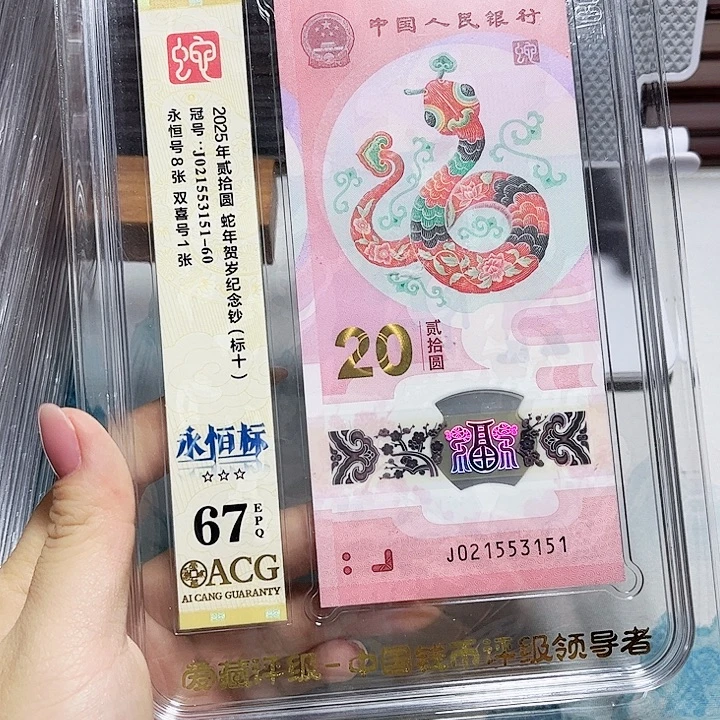 蛇
2025年贰拾圆 蛇年贺岁纪念钞(标十)
冠号:J021553151-60
永恒号8张 双喜号1张
永恒标
67 EPQ
ACG
AI CANG GUARANTY
中国人民银行
20 贰拾圆
福
J021553151
爱藏评级-中国钱币评级领导者